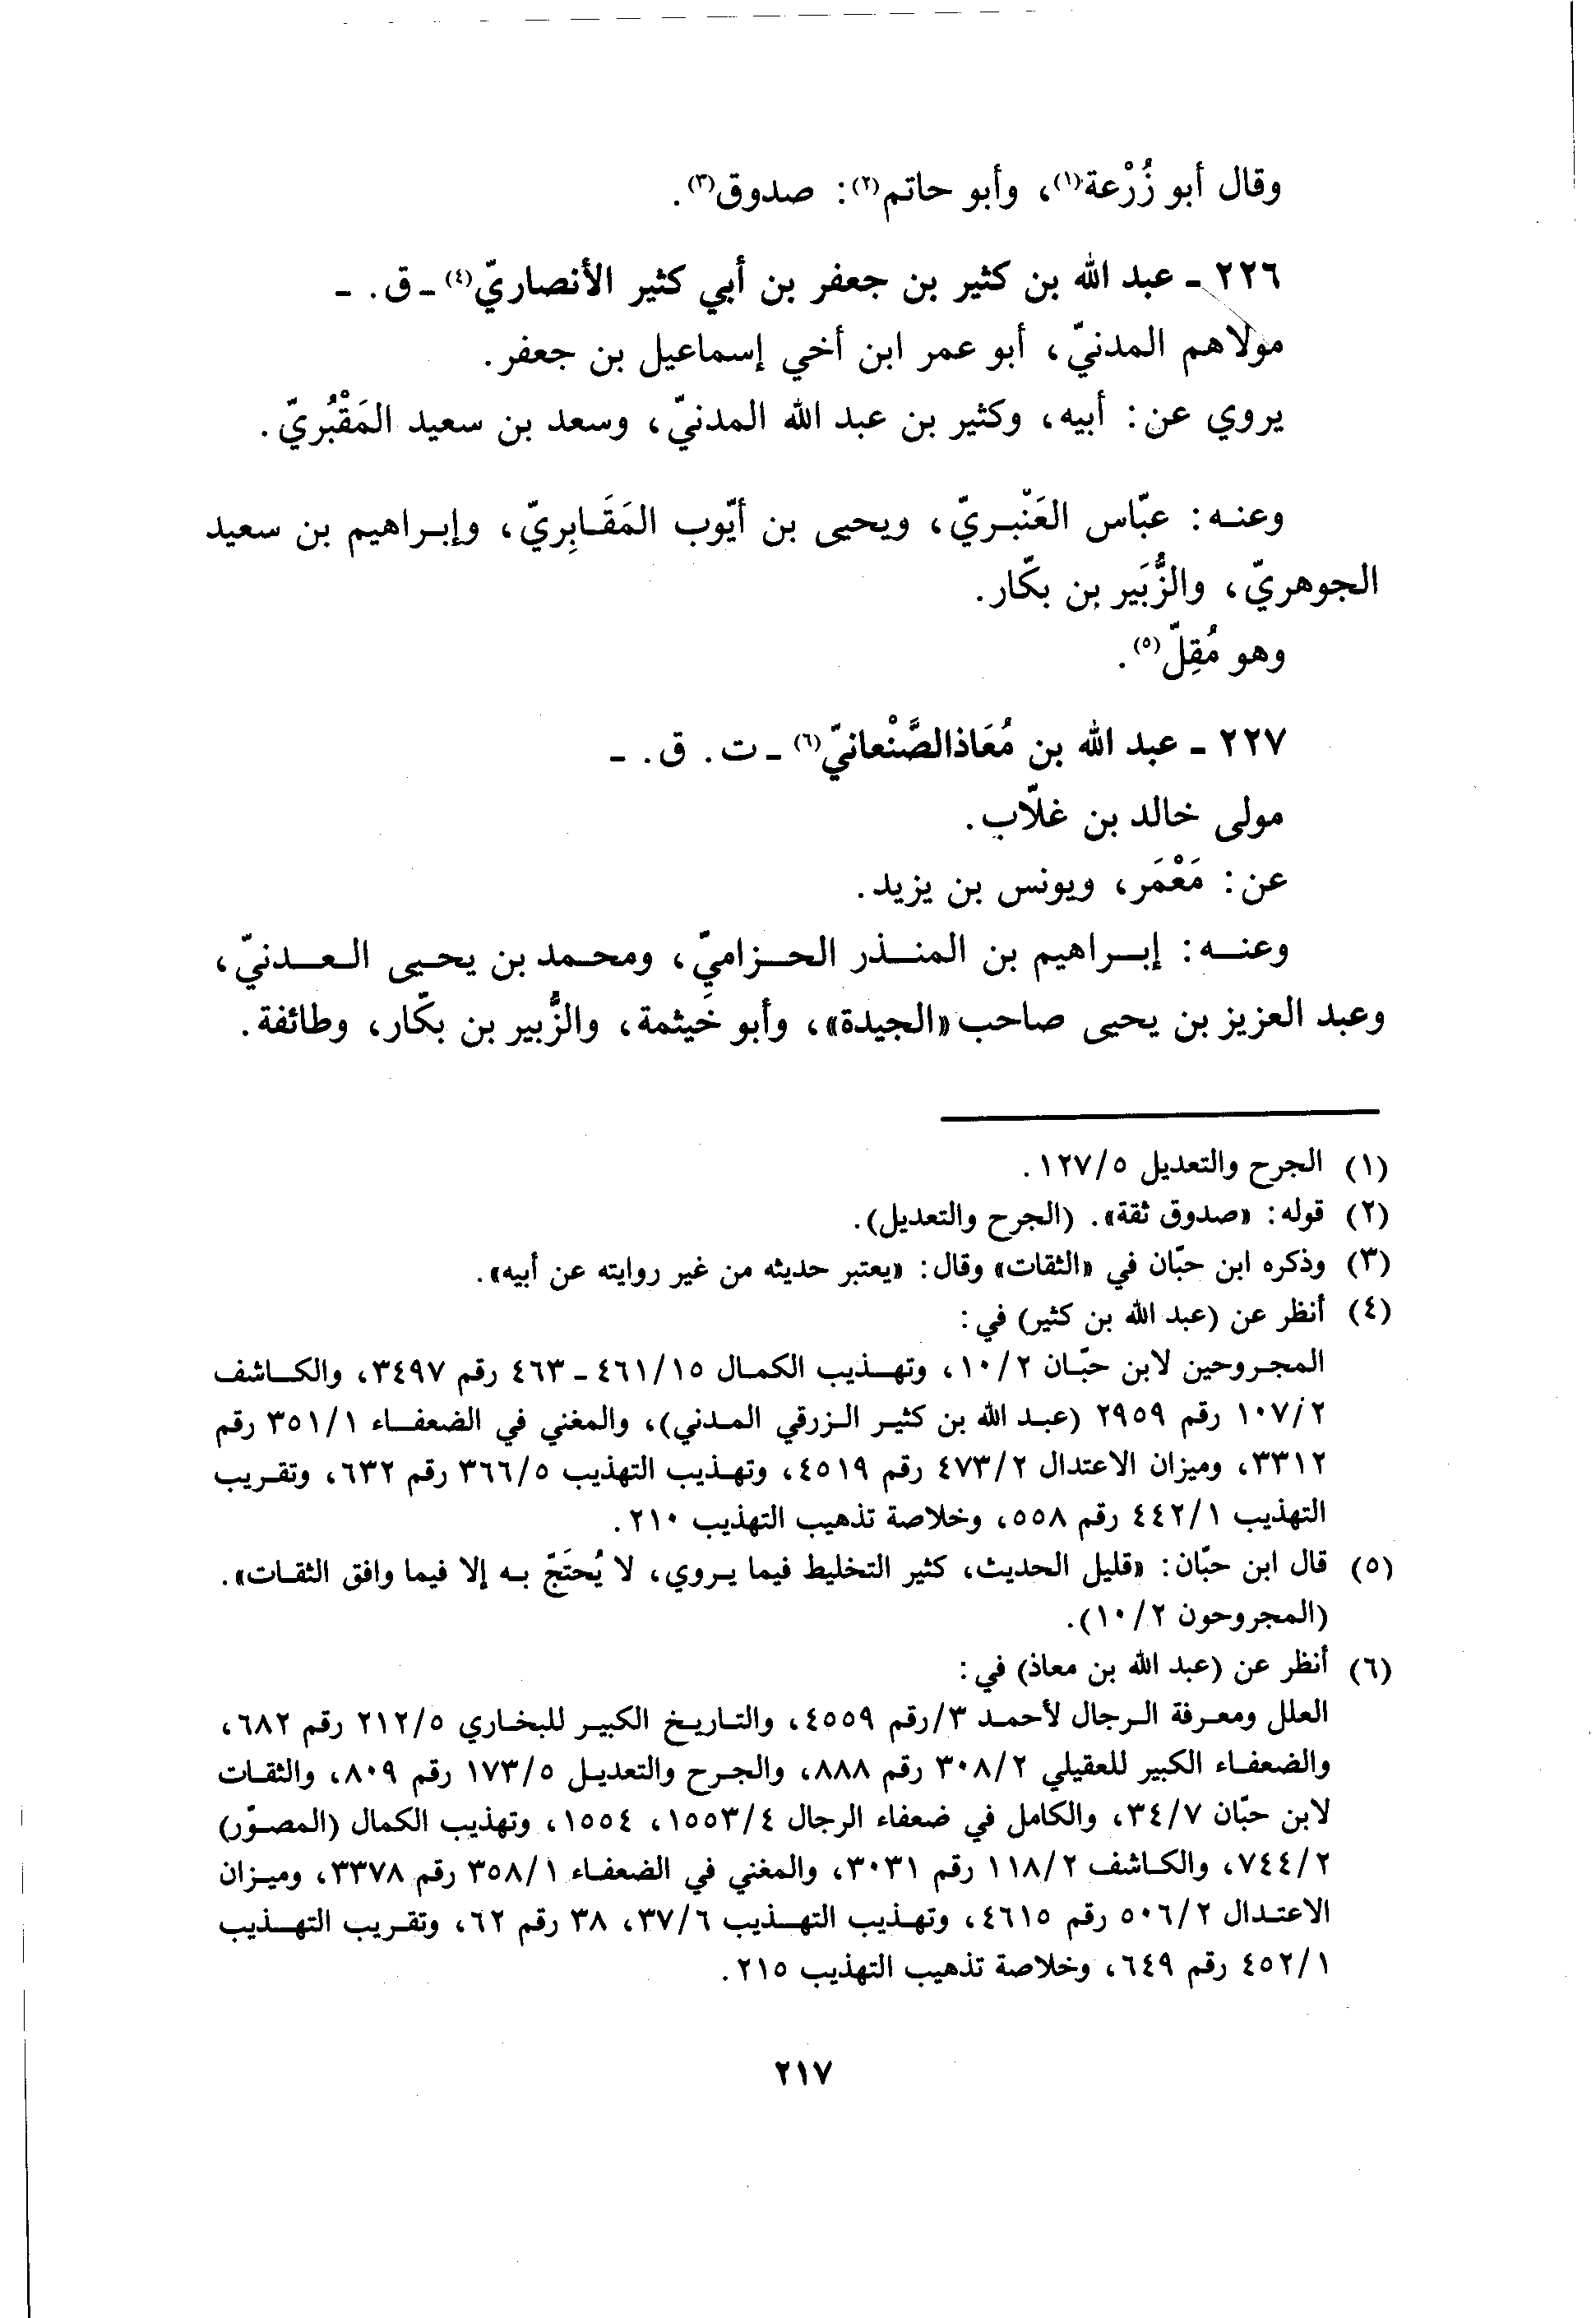 وقال أبو زُرْعة(١)، وأبو حاتم(٢): صدوق(٣).
٢٢٦ ـ عبد الله بن كثير بن جعفر بن أبي كثير الأنصاريّ(٤) ـ ق. ـ
مولاهم المدنيّ، أبو عمر ابن أخي إسماعيل بن جعفر.
يروي عن: أبيه، وكثير بن عبد الله المدنيّ، وسعد بن سعيد المَقْبُريّ.
وعنه: عبّاس العَنْبريّ، ويحيى بن أيّوب المَقَابِريّ، وإبراهيم بن سعيد
الجوهريّ، والزُّبَير بن بكّار.
وهو مُقِلّ(٥).
٢٢٧ ـ عبد الله بن مُعَاذالصَّنْعانيّ(٦) ـ ت. ق. ـ
مولى خالد بن غلّاب.
عن: مَعْمَر، ويونس بن يزيد.
وعنه: إبراهيم بن المنذر الحزاميّ، ومحمد بن يحيى العدنيّ،
وعبد العزيز بن يحيى صاحب «الجيدة»، وأبو خَيثمة، والزُّبير بن بكّار، وطائفة.
(١) الجرح والتعديل ١٢٧/٥.
(٢) قوله: «صدوق ثقة». (الجرح والتعديل).
(٣) وذكره ابن حبّان في «الثقات» وقال: «يعتبر حديثه من غير روايته عن أبيه».
(٤) أنظر عن (عبد الله بن كثير) في:
المجروحين لابن حبّان ١٠/٢، وتهذيب الكمال ٤٦١/١٥ ـ ٤٦٣ رقم ٣٤٩٧، والكاشف
١٠٧/٢ رقم ٢٩٥٩ (عبد الله بن كثير الزرقي المدني)، والمغني في الضعفاء ٣٥١/١ رقم
٣٣١٢، وميزان الاعتدال ٤٧٣/٢ رقم ٤٥١٩، وتهذيب التهذيب ٣٦٦/٥ رقم ٦٣٢، وتقريب
التهذيب ٤٤٢/١ رقم ٥٥٨، وخلاصة تذهيب التهذيب ٢١٠.
(٥) قال ابن حبّان: «قليل الحديث، كثير التخليط فيما يروي، لا يُحتَجّ به إلا فيما وافق الثقات».
(المجروحون ١٠/٢).
(٦) أنظر عن (عبد الله بن معاذ) في:
العلل ومعرفة الرجال لأحمد ٣/رقم ٤٥٥٩، والتاريخ الكبير للبخاري ٢١٢/٥ رقم ٦٨٢،
والضعفاء الكبير للعقيلي ٣٠٨/٢ رقم ٨٨٨، والجرح والتعديل ١٧٣/٥ رقم ٨٠٩، والثقات
لابن حبّان ٣٤/٧، والكامل في ضعفاء الرجال ١٥٥٣/٤، ١٥٥٤، وتهذيب الكمال (المصوّر)
٧٤٤/٢، والكاشف ١١٨/٢ رقم ٣٠٣١، والمغني في الضعفاء ٣٥٨/١ رقم ٣٣٧٨، وميزان
الاعتدال ٥٠٦/٢ رقم ٤٦١٥، وتهذيب التهذيب ٣٧/٦، ٣٨ رقم ٦٢، وتقريب التهذيب
٤٥٢/١ رقم ٦٤٩، وخلاصة تذهيب التهذيب ٢١٥.
٢١٧